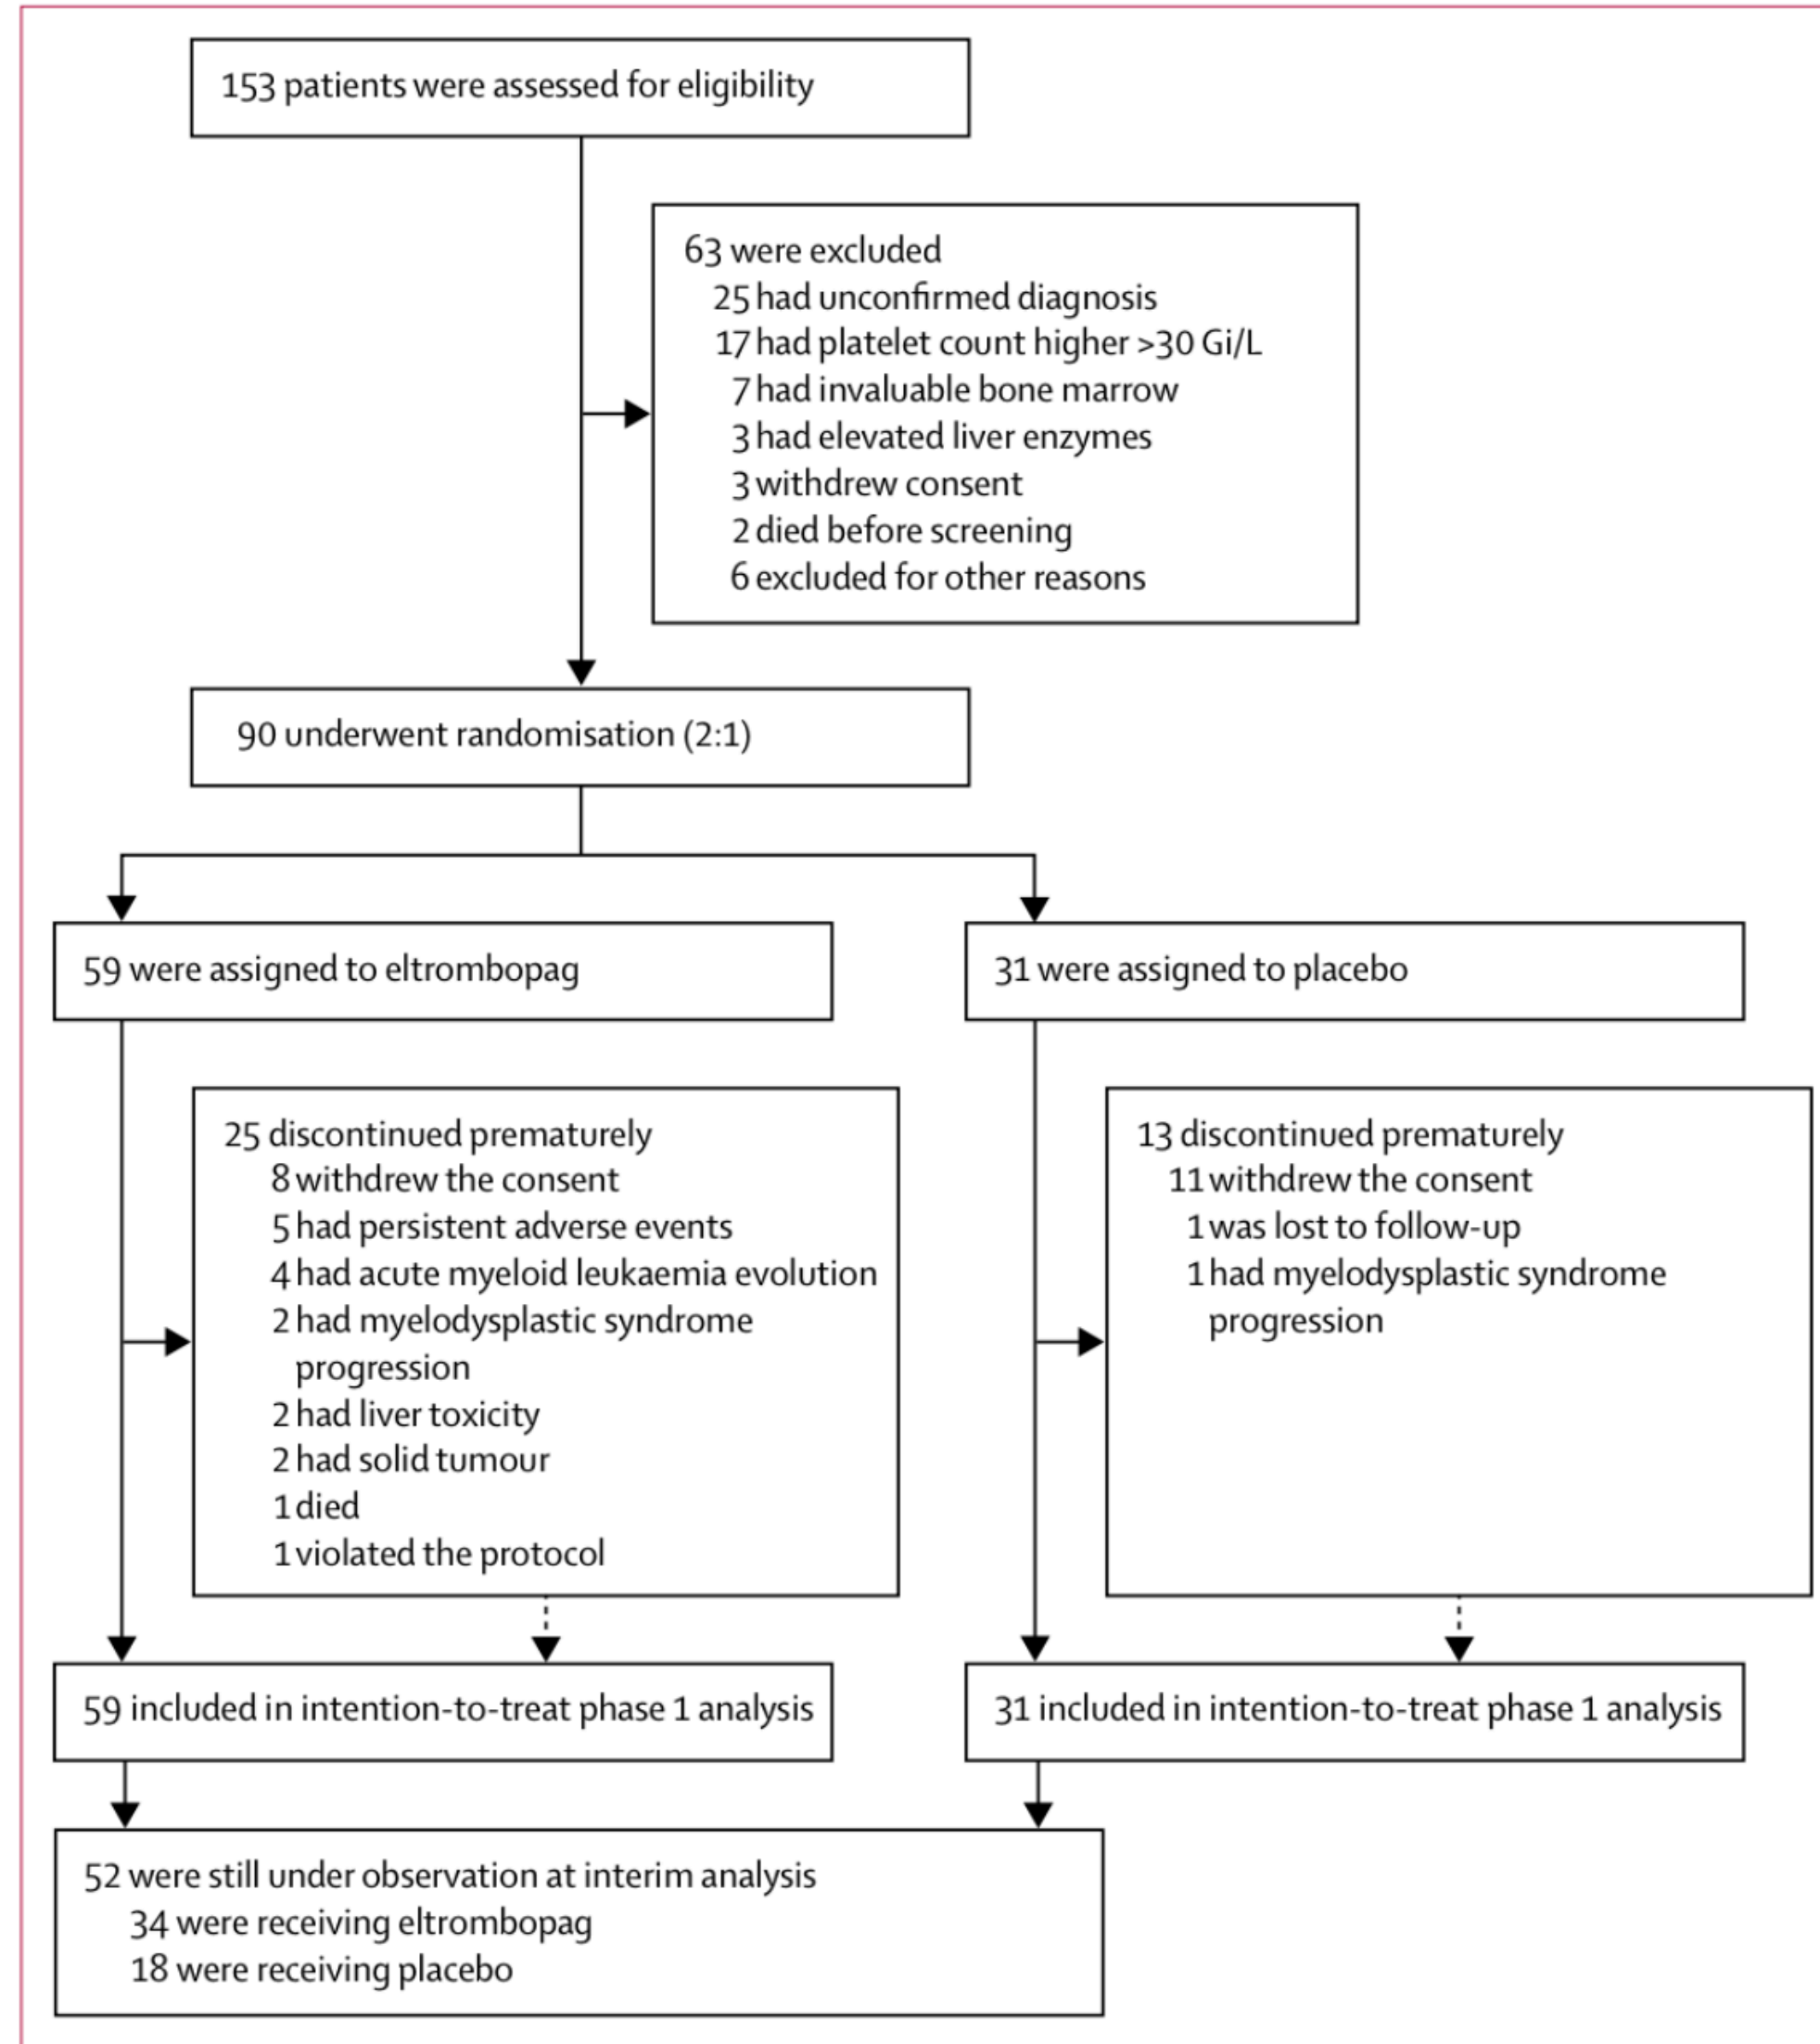 153 patients were assessed for eligibility
63 were excluded
25 had unconfirmed diagnosis
17 had platelet count higher >30 Gi/L
7 had invaluable bone marrow
3 had elevated liver enzymes
3 withdrew consent
2 died before screening
6 excluded for other reasons
90 underwent randomisation (2:1)
59 were assigned to eltrombopag
31 were assigned to placebo
25 discontinued prematurely
8 withdrew the consent
5 had persistent adverse events
4 had acute myeloid leukaemia evolution
2 had myelodysplastic syndrome
progression
2 had liver toxicity
2 had solid tumour
1 died
1 violated the protocol
13 discontinued prematurely
11 withdrew the consent
1 was lost to follow-up
1 had myelodysplastic syndrome
progression
59 included in intention-to-treat phase 1 analysis
31 included in intention-to-treat phase 1 analysis
52 were still under observation at interim analysis
34 were receiving eltrombopag
18 were receiving placebo